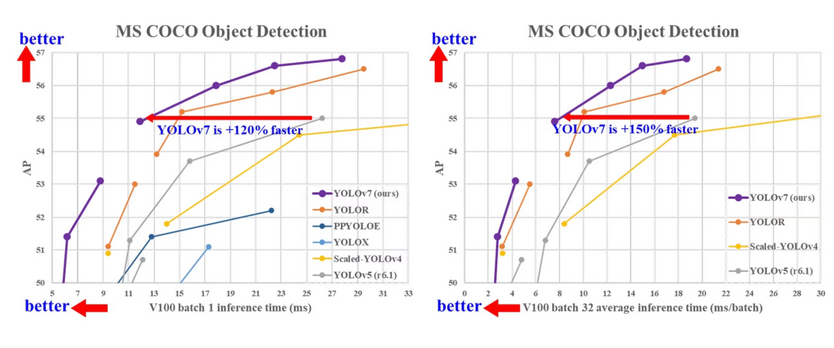 MS COCO Object Detection
better
57
56
55
54
53
52
51
50
AP
YOLOv7 is +120% faster
YOLOv7 (ours)
YOLOR
PPYOLOE
YOLOX
Scaled-YOLOv4
YOLOv5 (r6.1)
5 7 9 11 13 15 17 19 21 23 25 27 29 31 33
better
V100 batch 1 inference time (ms)
MS COCO Object Detection
better
57
56
55
54
53
52
51
50
AP
YOLOv7 is +150% faster
YOLOv7 (ours)
YOLOR
Scaled-YOLOv4
YOLOv5 (r6.1)
0 2 4 6 8 10 12 14 16 18 20 22 24 26 28 30
better
V100 batch 32 average inference time (ms/batch)